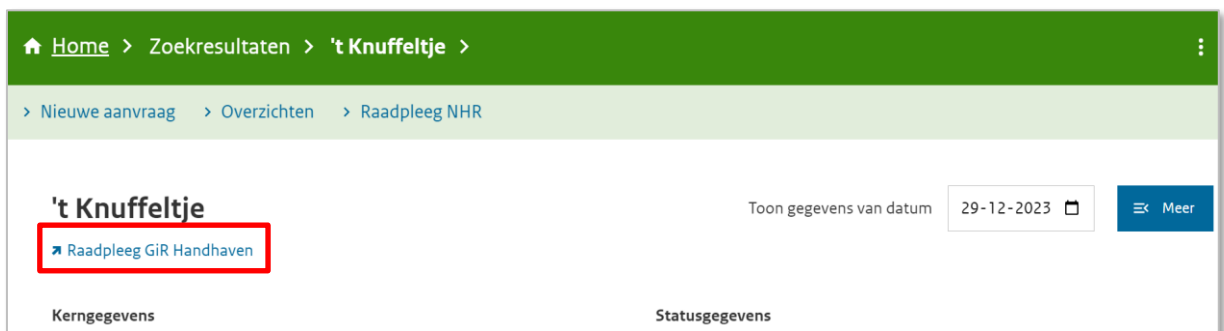 Home > Zoekresultaten > 't Knuffeltje >
> Nieuwe aanvraag > Overzichten > Raadpleeg NHR
't Knuffeltje
Toon gegevens van datum 29-12-2023 Meer
Raadpleeg GiR Handhaven
Kerngegevens Statusgegevens